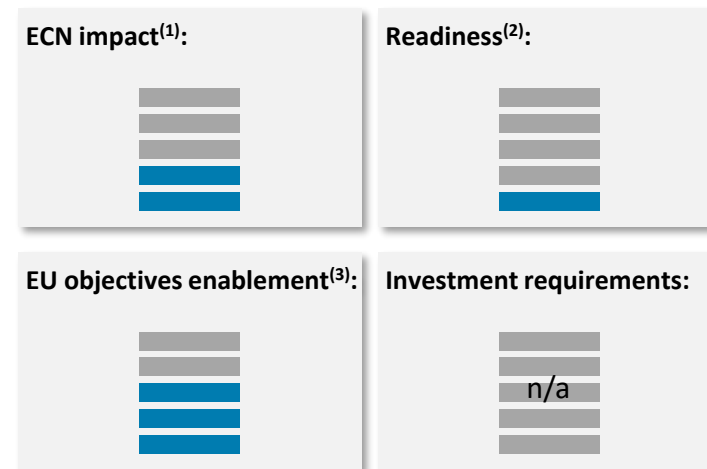 ECN impact(1):
Readiness(2):
EU objectives enablement(3):
Investment requirements:
n/a